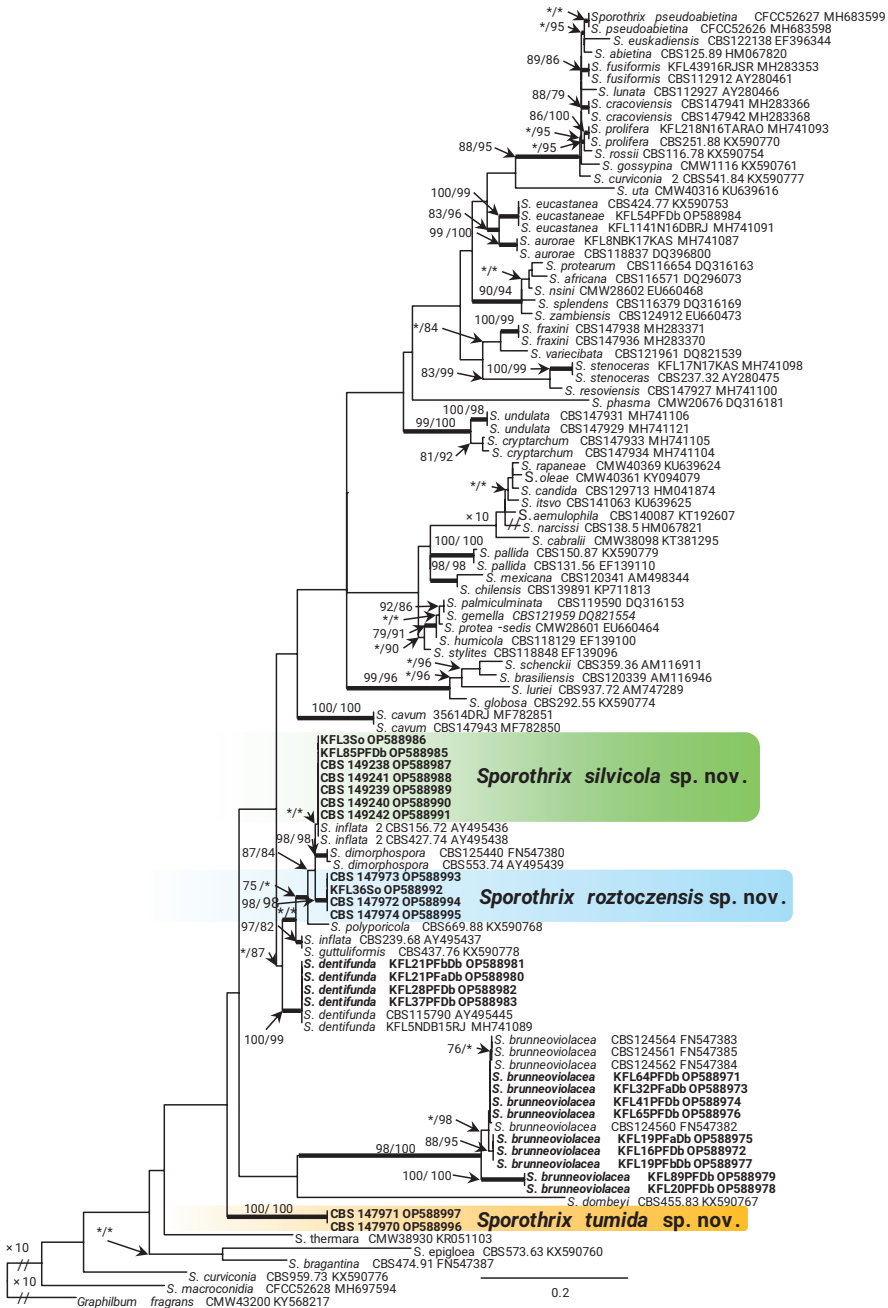 */*
Sporothrix pseudoabietina CFCC52627 MH683599
*/95
S. pseudoabietina CFCC52626 MH683598
S. euskadiensis CBS122138 EF396344
S. abietina CBS125.89 HM067820
89/86
S. fusiformis KFL43916RJSR MH283353
S. fusiformis CBS112912 AY280461
S. lunata CBS112927 AY280466
88/79
S. cracoviensis CBS147941 MH283366
S. cracoviensis CBS147942 MH283368
86/100
S. prolifera KFL218N16TARAO MH741093
*/95
S. prolifera CBS251.88 KX590770
*/95
S. rossii CBS116.78 KX590754
88/95
S. gossypina CMW1116 KX590761
S. curviconia 2 CBS541.84 KX590777
S. uta CMW40316 KU639616
100/99
S. eucastanea CBS424.77 KX590753
83/96
S. eucastaneae KFL54PFDb OP588984
S. eucastanea KFL1141N16DBRJ MH741091
99 /100
S. aurorae KFL8NBK17KAS MH741087
S. aurorae CBS118837 DQ396800
S. protearum CBS116654 DQ316163
*/*
S. africana CBS116571 DQ296073
S. nsini CMW28602 EU660468
90/94
S. splendens CBS116379 DQ316169
S. zambiensis CBS124912 EU660473
*/84
100/99
S. fraxini CBS147938 MH283371
S. fraxini CBS147936 MH283370
S. variecibata CBS121961 DQ821539
83/99
100/99
S. stenoceras KFL17N17KAS MH741098
S. stenoceras CBS237.32 AY280475
S. resoviensis CBS147927 MH741100
S. phasma CMW20676 DQ316181
99/100
100/98
S. undulata CBS147931 MH741106
S. undulata CBS147929 MH741121
81/92
S. cryptarchum CBS147933 MH741105
S. cryptarchum CBS147934 MH741104
S. rapaneae CMW40369 KU639624
S. oleae CMW40361 KY094079
*/*
S. candida CBS129713 HM041874
S. itsvo CBS141063 KU639625
× 10
S. aemulophila CBS140087 KT192607
//
S. narcissi CBS138.5 HM067821
S. cabralii CMW38098 KT381295
100/ 100
S. pallida CBS150.87 KX590779
S. pallida CBS131.56 EF139110
98/ 98
S. mexicana CBS120341 AM498344
S. chilensis CBS139891 KP711813
92/86
S. palmiculminata CBS119590 DQ316153
*/*
S. gemella CBS121959 DQ821554
79/91
S. protea -sedis CMW28601 EU660464
*/90
S. humicola CBS118129 EF139100
S. stylites CBS118848 EF139096
*/96
S. schenckii CBS359.36 AM116911
*/96
S. brasiliensis CBS120339 AM116946
99/96
S. luriei CBS937.72 AM747289
S. globosa CBS292.55 KX590774
100/ 100
S. cavum 35614DRJ MF782851
S. cavum CBS147943 MF782850
KFL3So OP588986
KFL85PFDb OP588985
CBS 149238 OP588987
CBS 149241 OP588988
CBS 149239 OP588989
CBS 149240 OP588990
CBS 149242 OP588991
Sporothrix silvicola sp. nov.
*/*
S. inflata 2 CBS156.72 AY495436
98/ 98
S. inflata 2 CBS427.74 AY495438
87/84
S. dimorphospora CBS125440 FN547380
S. dimorphospora CBS553.74 AY495439
75 /*
CBS 147973 OP588993
KFL36So OP588992
98/ 98
CBS 147972 OP588994
CBS 147974 OP588995
Sporothrix roztoczensis sp. nov.
*/*
S. polyporicola CBS669.88 KX590768
97/82
S. inflata CBS239.68 AY495437
*/87
S. guttuliformis CBS437.76 KX590778
S. dentifunda KFL21PFbDb OP588981
S. dentifunda KFL21PFaDb OP588980
S. dentifunda KFL28PFDb OP588982
S. dentifunda KFL37PFDb OP588983
S. dentifunda CBS115790 AY495445
S. dentifunda KFL5NDB15RJ MH741089
100/99
S. brunneoviolacea CBS124564 FN547383
76/*
S. brunneoviolacea CBS124561 FN547385
S. brunneoviolacea CBS124562 FN547384
S. brunneoviolacea KFL64PFDb OP588971
S. brunneoviolacea KFL32PFaDb OP588973
S. brunneoviolacea KFL41PFDb OP588974
S. brunneoviolacea KFL65PFDb OP588976
*/98
S. brunneoviolacea CBS124560 FN547382
88/95
S. brunneoviolacea KFL19PFaDb OP588975
98/100
S. brunneoviolacea KFL16PFDb OP588972
S. brunneoviolacea KFL19PFbDb OP588977
100/ 100
S. brunneoviolacea KFL89PFDb OP588979
S. brunneoviolacea KFL20PFDb OP588978
S. dombeyi CBS455.83 KX590767
100/ 100
CBS 147971 OP588997
CBS 147970 OP588996
Sporothrix tumida sp. nov.
*/*
S. thermara CMW38930 KR051103
S. epigloea CBS573.63 KX590760
× 10
//
S. bragantina CBS474.91 FN547387
S. curviconia CBS959.73 KX590776
× 10
//
S. macroconidia CFCC52628 MH697594
Graphilbum fragrans CMW43200 KY568217
0.2